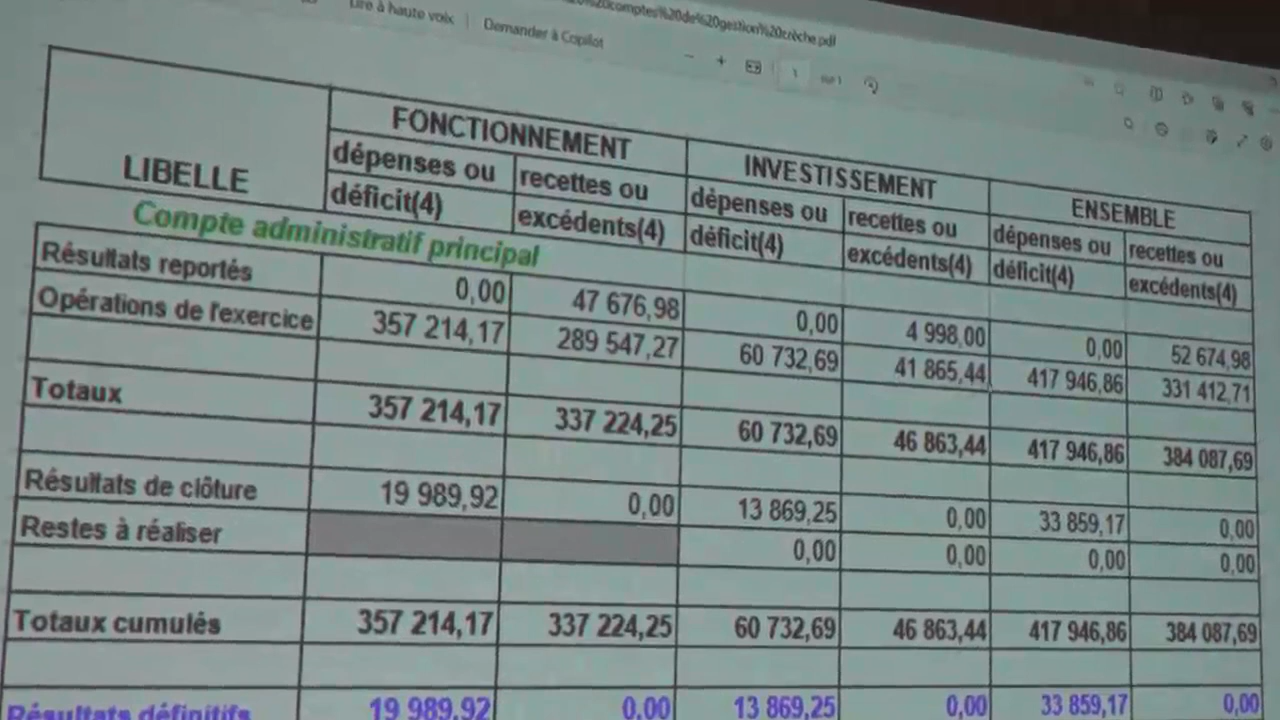 comptes%20de%20gestion%20crèche.pdf
Lire à haute voix | Demander à Copilot
1 sur 1
FONCTIONNEMENT INVESTISSEMENT ENSEMBLE
LIBELLE dépenses ou déficit(4) recettes ou excédents(4) dépenses ou déficit(4) recettes ou excédents(4) dépenses ou déficit(4) recettes ou excédents(4)
Compte administratif principal
Résultats reportés 0,00 47 676,98 0,00 4 998,00 0,00 52 674,98
Opérations de l'exercice 357 214,17 289 547,27 60 732,69 41 865,44 417 946,86 331 412,71
Totaux 357 214,17 337 224,25 60 732,69 46 863,44 417 946,86 384 087,69
Résultats de clôture 19 989,92 0,00 13 869,25 0,00 33 859,17 0,00
Restes à réaliser 0,00 0,00 0,00 0,00
Totaux cumulés 357 214,17 337 224,25 60 732,69 46 863,44 417 946,86 384 087,69
Résultats définitifs 19 989,92 0,00 13 869,25 0,00 33 859,17 0,00